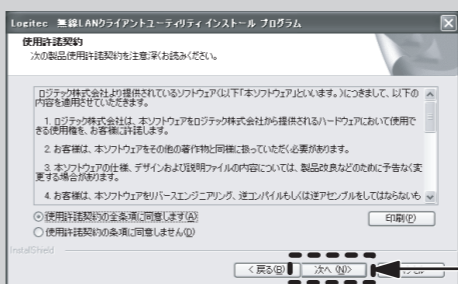 Logitec 無線LANクライアントユーティリティ インストール プログラム
使用許諾契約
次の製品使用許諾契約を注意深くお読みください。
ロジテック株式会社より提供されているソフトウェア(以下「本ソフトウェア」といいます。)につきまして、以下の
内容を適用させていただきます。
1. ロジテック株式会社は、本ソフトウェアをロジテック株式会社から提供されるハードウェアにおいて使用で
きる使用権を、お客様に許諾します。
2. お客様は、本ソフトウェアをその他の著作物と同様に扱っていただく必要があります。
3. 本ソフトウェアの仕様、デザインおよび説明ファイルの内容については、製品改良などのために予告なく変
更する場合があります。
4. お客様は、本ソフトウェアをリバースエンジニアリング、逆コンパイルもしくは逆アセンブルをしてはならないも
使用許諾契約の全条項に同意します(A)
使用許諾契約の条項に同意しません(D)
印刷(P)
InstallShield
< 戻る(B)
次へ(N)>